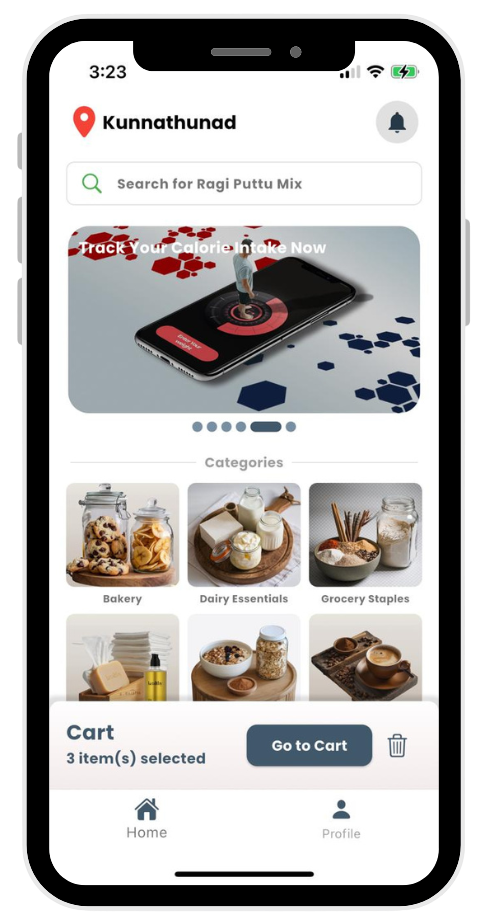 3:23
Kunnathunad
Search for Ragi Puttu Mix
Track Your Calorie Intake Now
Enter Your
weight
Categories
Bakery
Dairy Essentials
Grocery Staples
Cart
3 item(s) selected
Go to Cart
Home
Profile